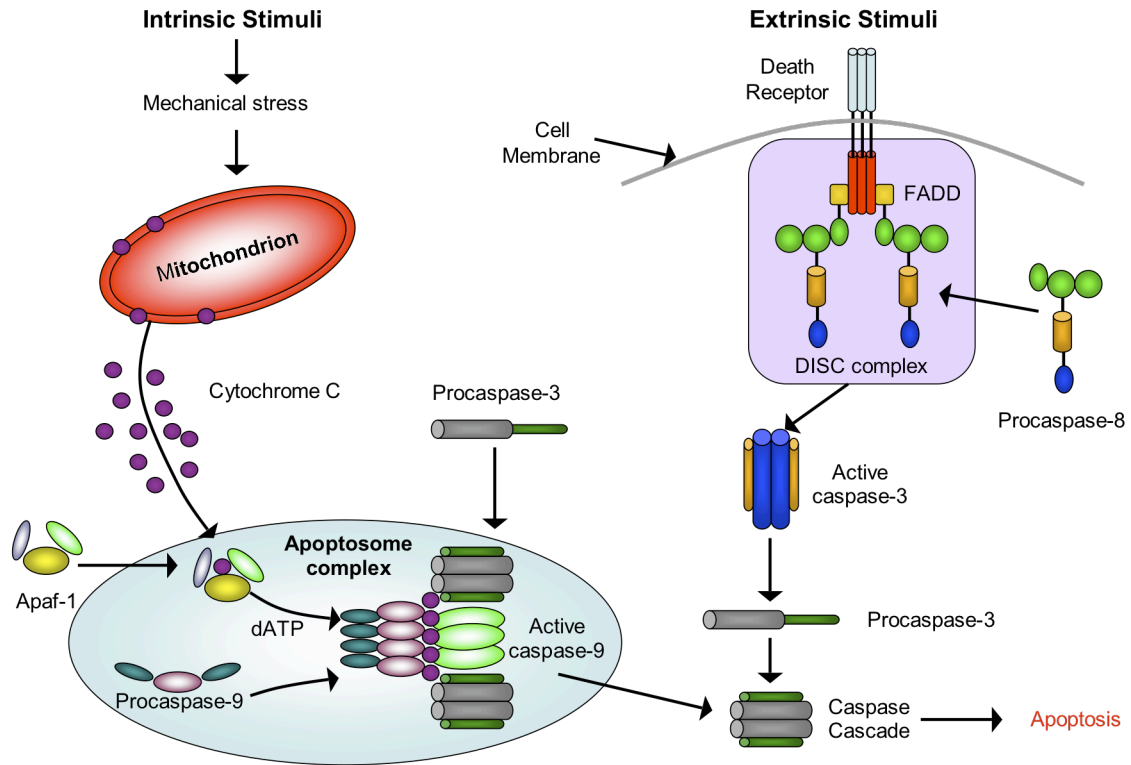 Intrinsic Stimuli
Mechanical stress
Mitochondrion
Cytochrome C
Procaspase-3
Apaf-1
Apoptosome
complex
dATP
Procaspase-9
Active
caspase-9
Extrinsic Stimuli
Death
Receptor
Cell
Membrane
FADD
DISC complex
Procaspase-8
Active
caspase-3
Procaspase-3
Caspase
Cascade
Apoptosis